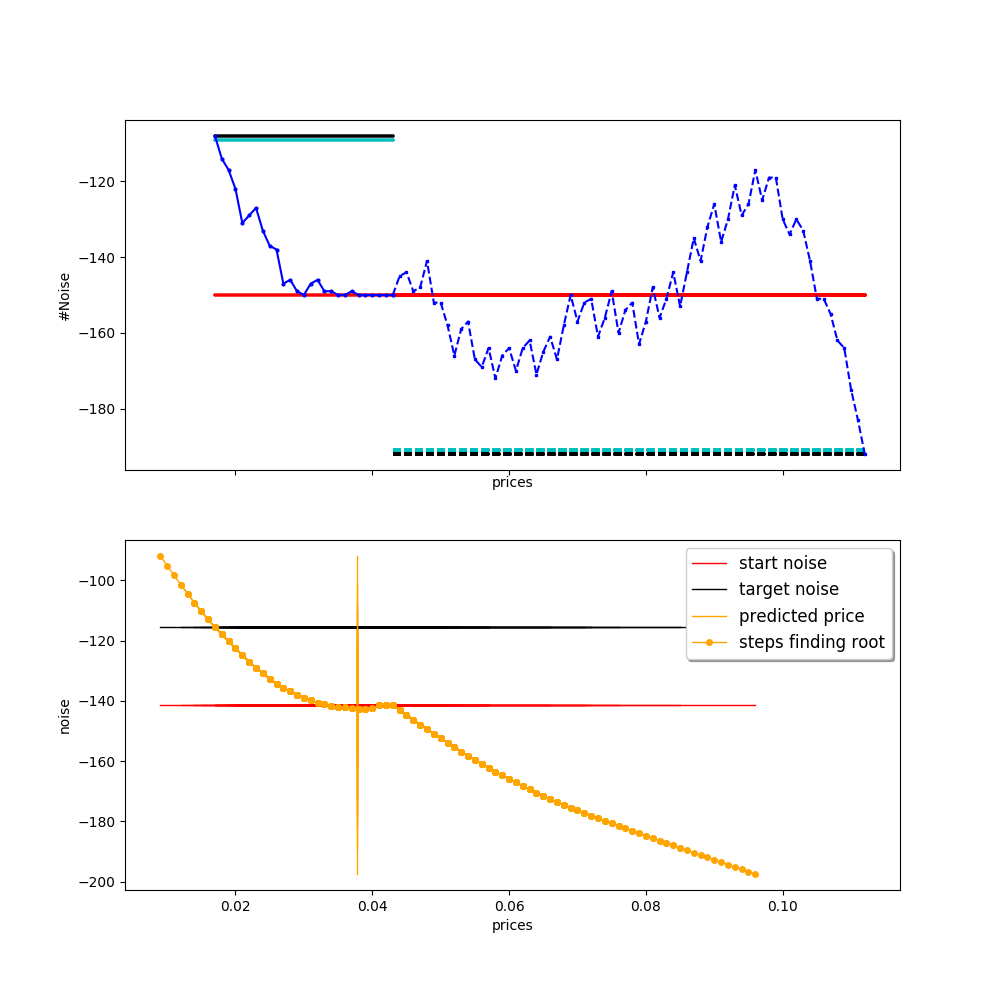 −120
−140
−160
−180
#Noise
prices
start noise
target noise
predicted price
steps finding root
−100
−120
−140
−160
−180
−200
noise
0.02 0.04 0.06 0.08 0.10
prices